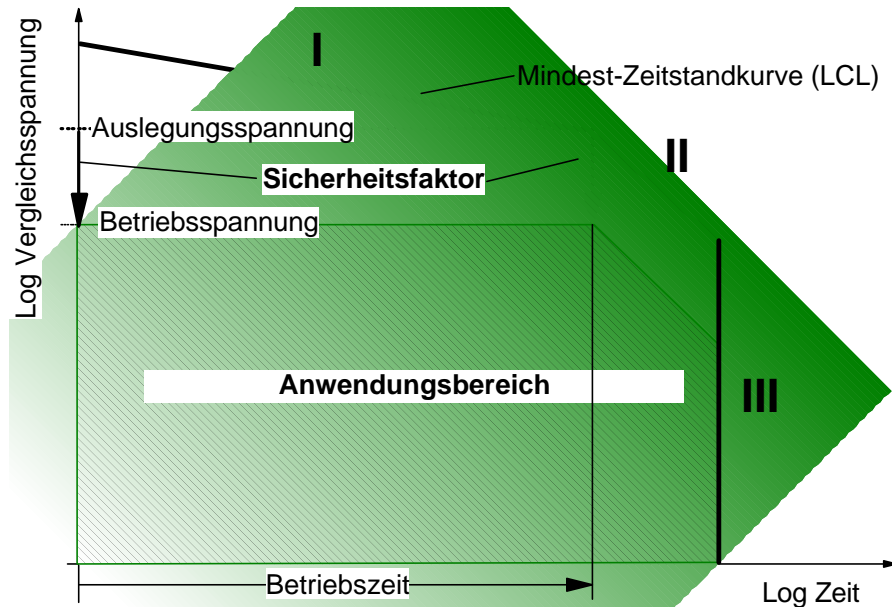 Log Vergleichsspannung
I
Mindest-Zeitstandkurve (LCL)
Auslegungsspannung
II
Sicherheitsfaktor
Betriebsspannung
Anwendungsbereich
III
Betriebszeit
Log Zeit